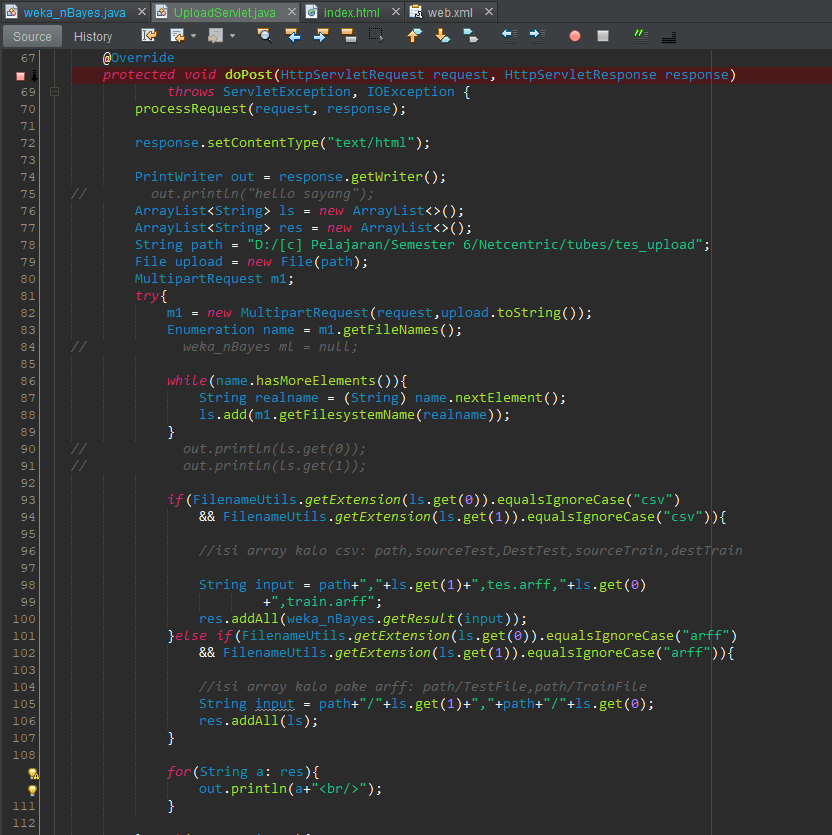 weka_nBayes.java UploadServlet.java index.html web.xml
Source History
67 @Override
protected void doPost(HttpServletRequest request, HttpServletResponse response)
69 throws ServletException, IOException {
70 processRequest(request, response);
71
72 response.setContentType("text/html");
73
74 PrintWriter out = response.getWriter();
75 // out.println("hello sayang");
76 ArrayList<String> ls = new ArrayList<>();
77 ArrayList<String> res = new ArrayList<>();
78 String path = "D:/[c] Pelajaran/Semester 6/Netcentric/tubes/tes_upload";
79 File upload = new File(path);
80 MultipartRequest m1;
81 try{
82 m1 = new MultipartRequest(request,upload.toString());
83 Enumeration name = m1.getFileNames();
84 // weka_nBayes ml = null;
85
86 while(name.hasMoreElements()){
87 String realname = (String) name.nextElement();
88 ls.add(m1.getFilesystemName(realname));
89 }
90 // out.println(ls.get(0));
91 // out.println(ls.get(1));
92
93 if(FilenameUtils.getExtension(ls.get(0)).equalsIgnoreCase("csv")
94 && FilenameUtils.getExtension(ls.get(1)).equalsIgnoreCase("csv")){
95
96 //isi array kalo csv: path,sourceTest,DestTest,sourceTrain,destTrain
97
98 String input = path+","+ls.get(1)+",tes.arff,"+ls.get(0)
99 +",train.arff";
100 res.addAll(weka_nBayes.getResult(input));
101 }else if(FilenameUtils.getExtension(ls.get(0)).equalsIgnoreCase("arff")
102 && FilenameUtils.getExtension(ls.get(1)).equalsIgnoreCase("arff")){
103
104 //isi array kalo pake arff: path/TestFile,path/TrainFile
105 String input = path+"/"+ls.get(1)+","+path+"/"+ls.get(0);
106 res.addAll(ls);
107 }
108
for(String a: res){
out.println(a+"<br/>");
111 }
112